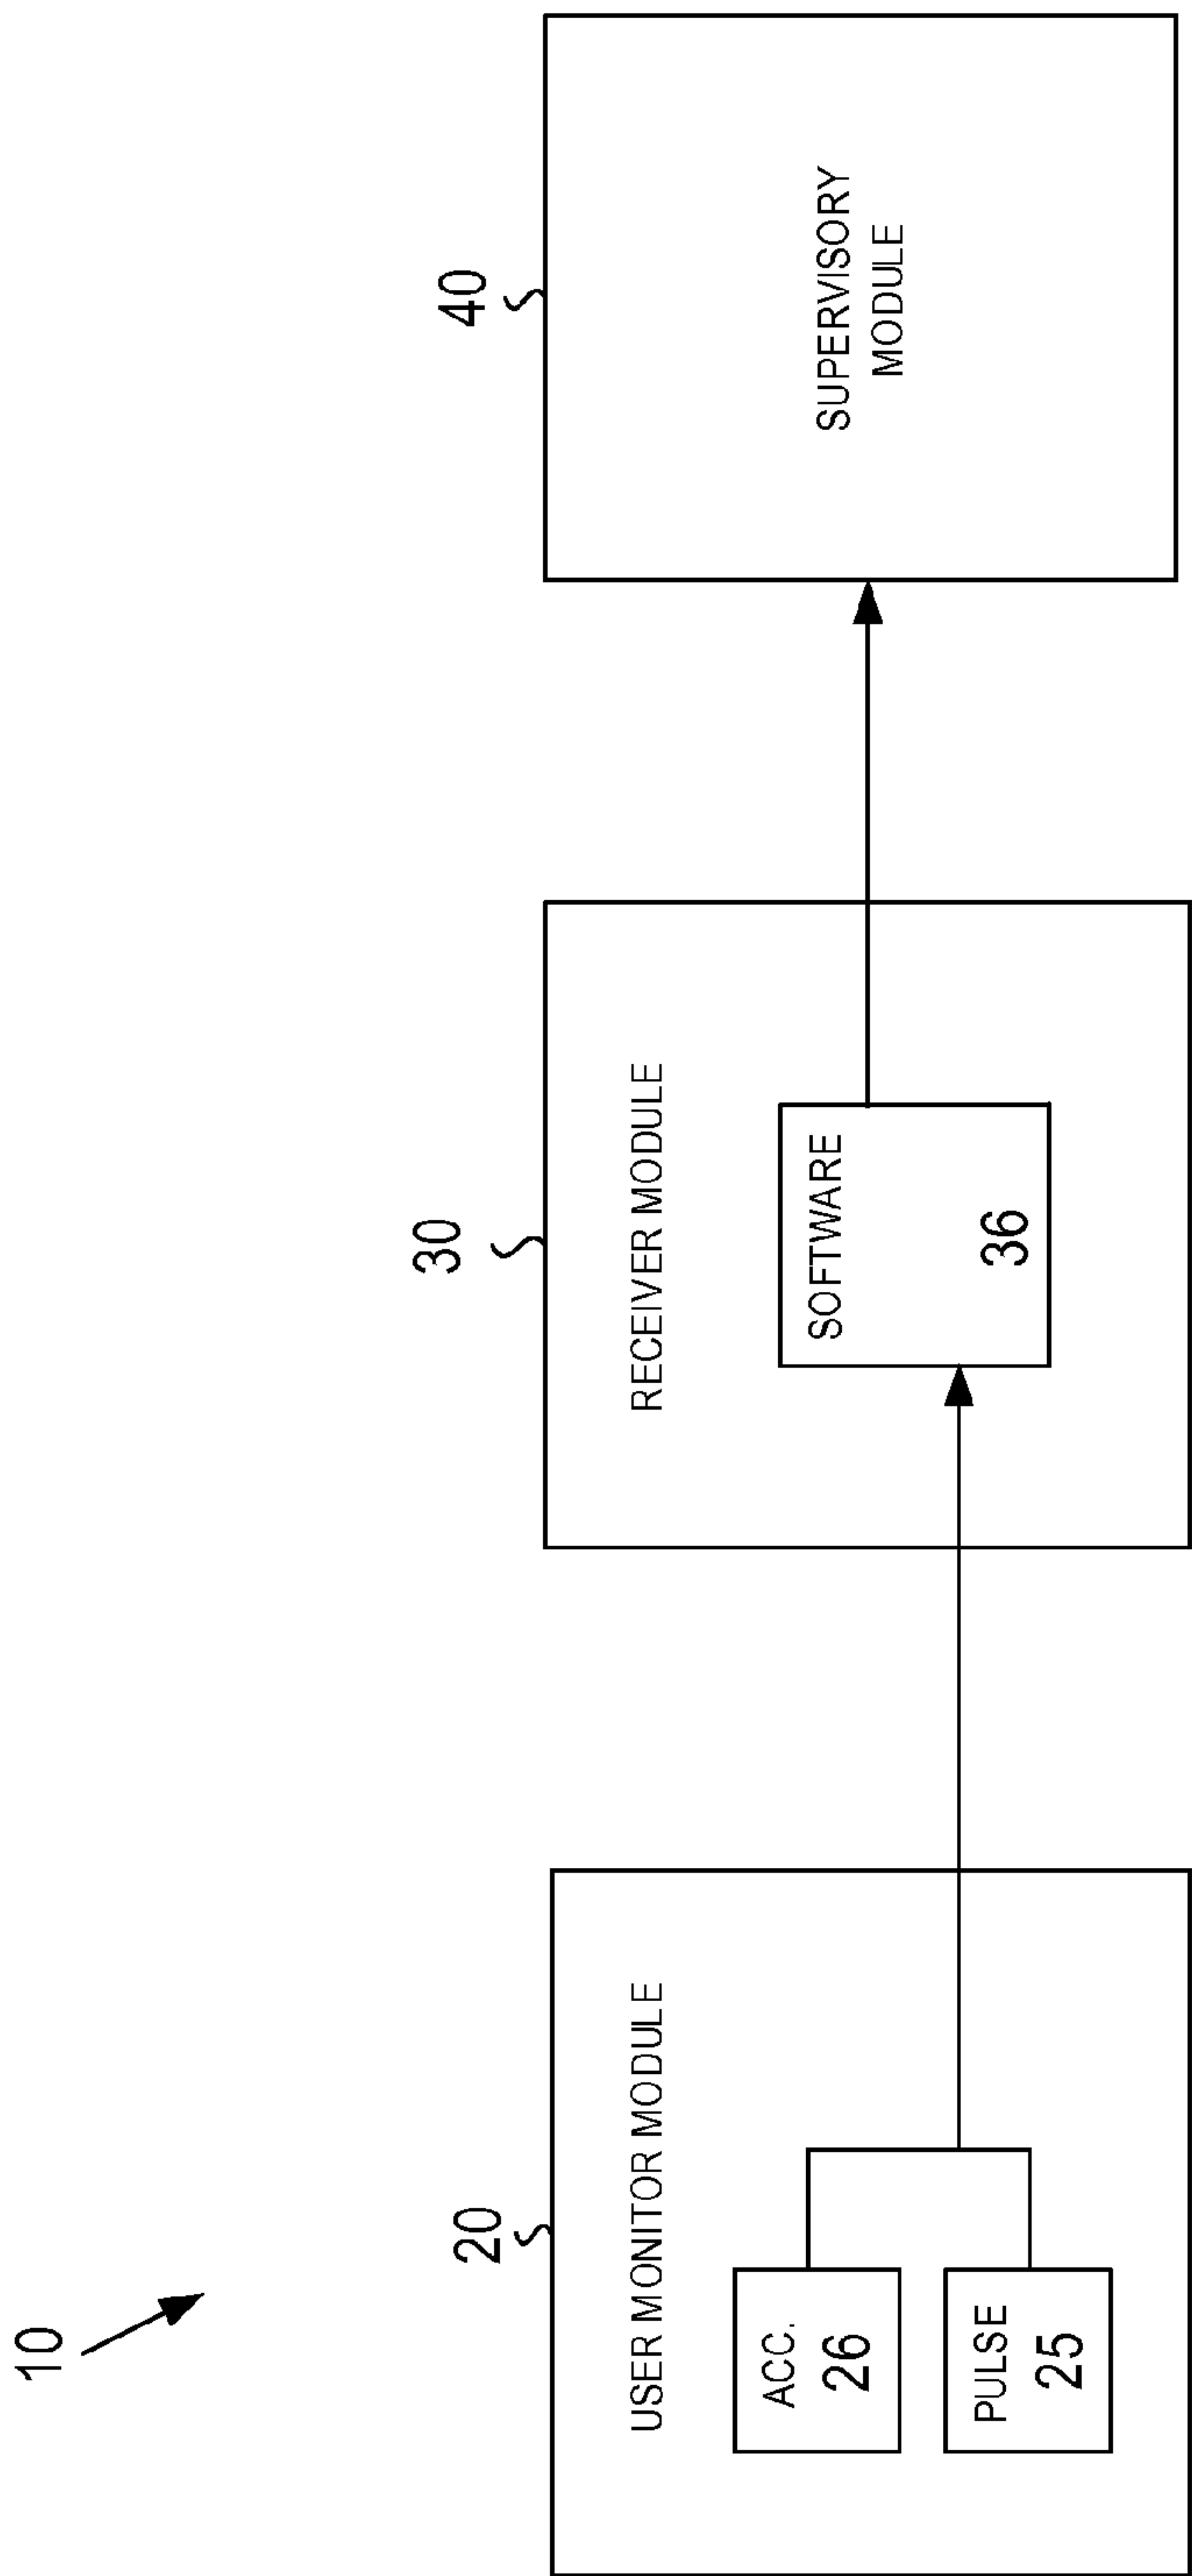 10
20
USER MONITOR MODULE
ACC.
26
PULSE
25
30
RECEIVER MODULE
SOFTWARE
36
40
SUPERVISORY
MODULE